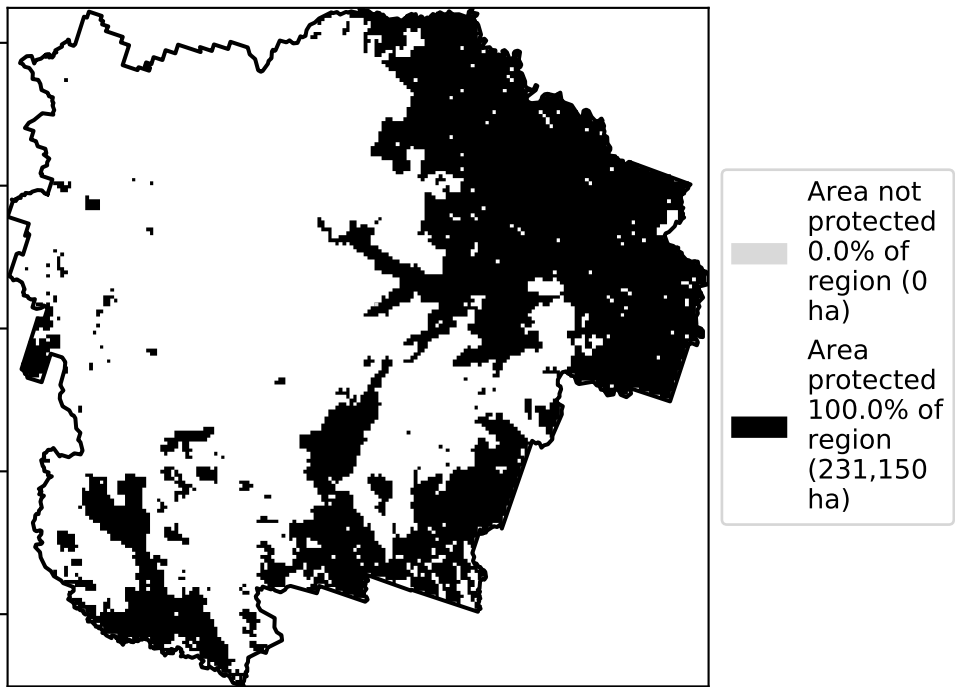 Area not
protected
0.0% of
region (0
ha)
Area
protected
100.0% of
region
(231,150
ha)